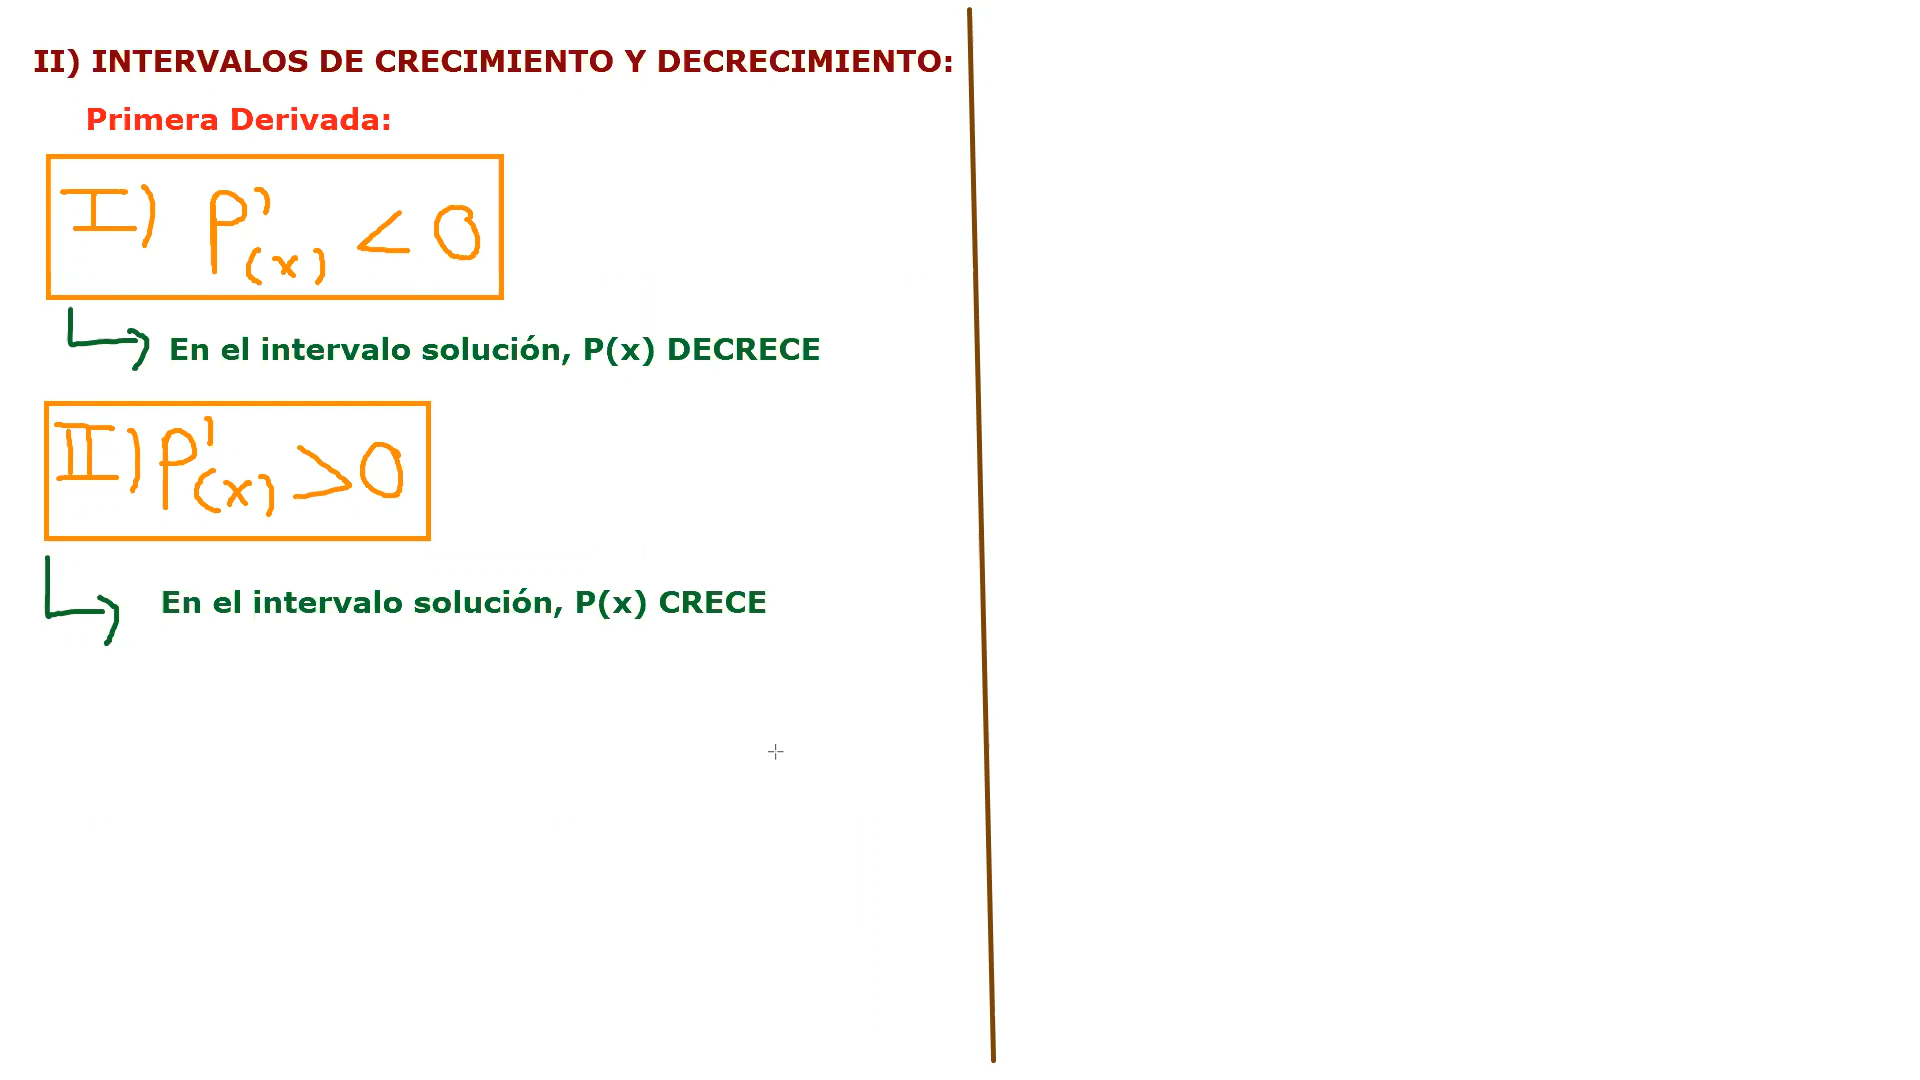 II) INTERVALOS DE CRECIMIENTO Y DECRECIMIENTO:
Primera Derivada:
I) P'(x) < 0
En el intervalo solución, P(x) DECRECE
II) P'(x) > 0
En el intervalo solución, P(x) CRECE